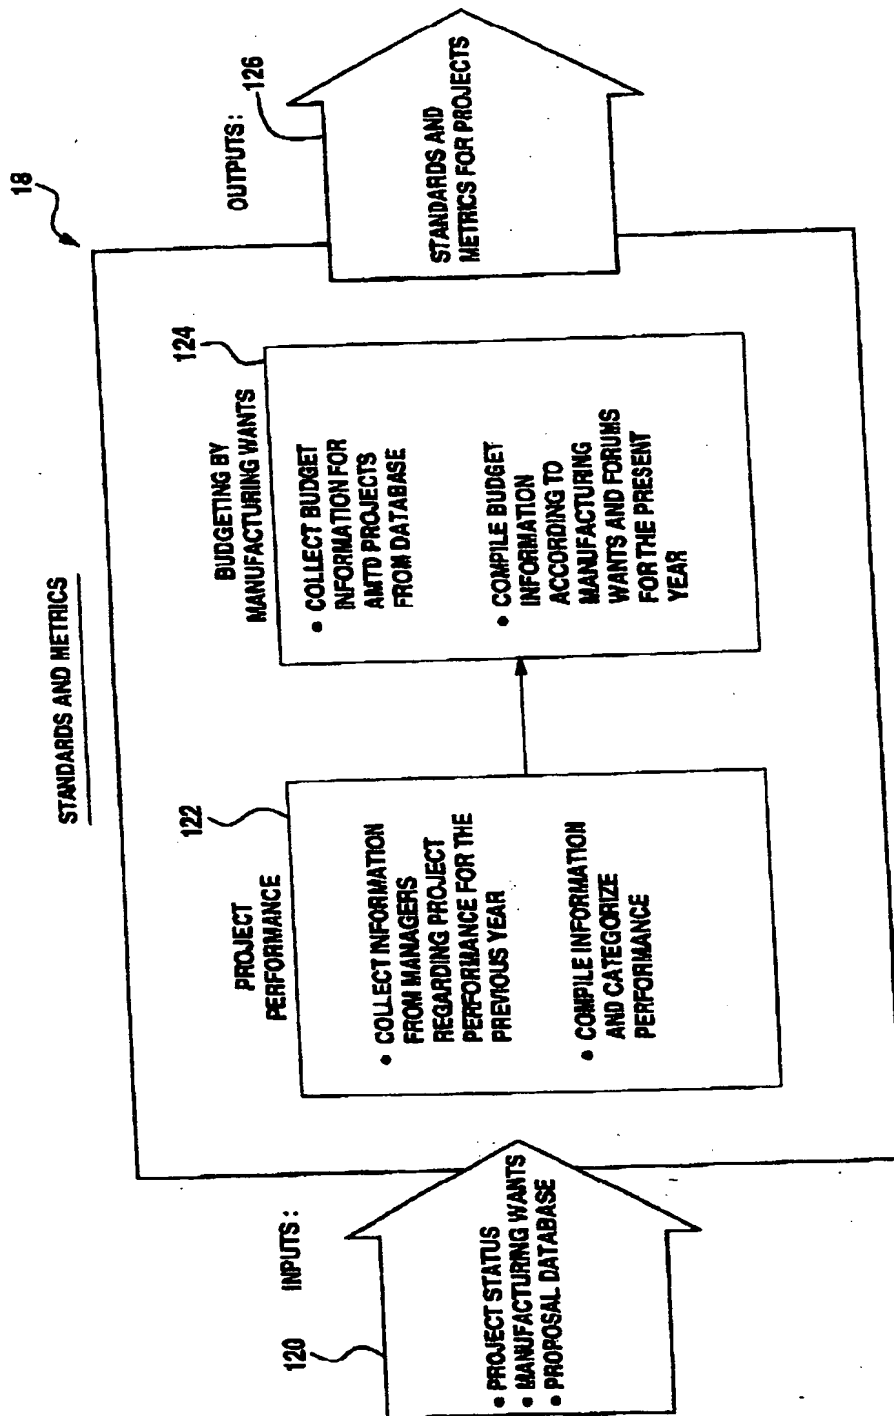 STANDARDS AND METRICS
18
INPUTS :
120
• PROJECT STATUS
• MANUFACTURING WANTS
• PROPOSAL DATABASE
PROJECT
PERFORMANCE
122
• COLLECT INFORMATION
FROM MANAGERS
REGARDING PROJECT
PERFORMANCE FOR THE
PREVIOUS YEAR
• COMPILE INFORMATION
AND CATEGORIZE
PERFORMANCE
BUDGETING BY
MANUFACTURING WANTS
124
• COLLECT BUDGET
INFORMATION FOR
AMTD PROJECTS
FROM DATABASE
• COMPILE BUDGET
INFORMATION
ACCORDING TO
MANUFACTURING
WANTS AND FORUMS
FOR THE PRESENT
YEAR
OUTPUTS :
126
STANDARDS AND
METRICS FOR PROJECTS